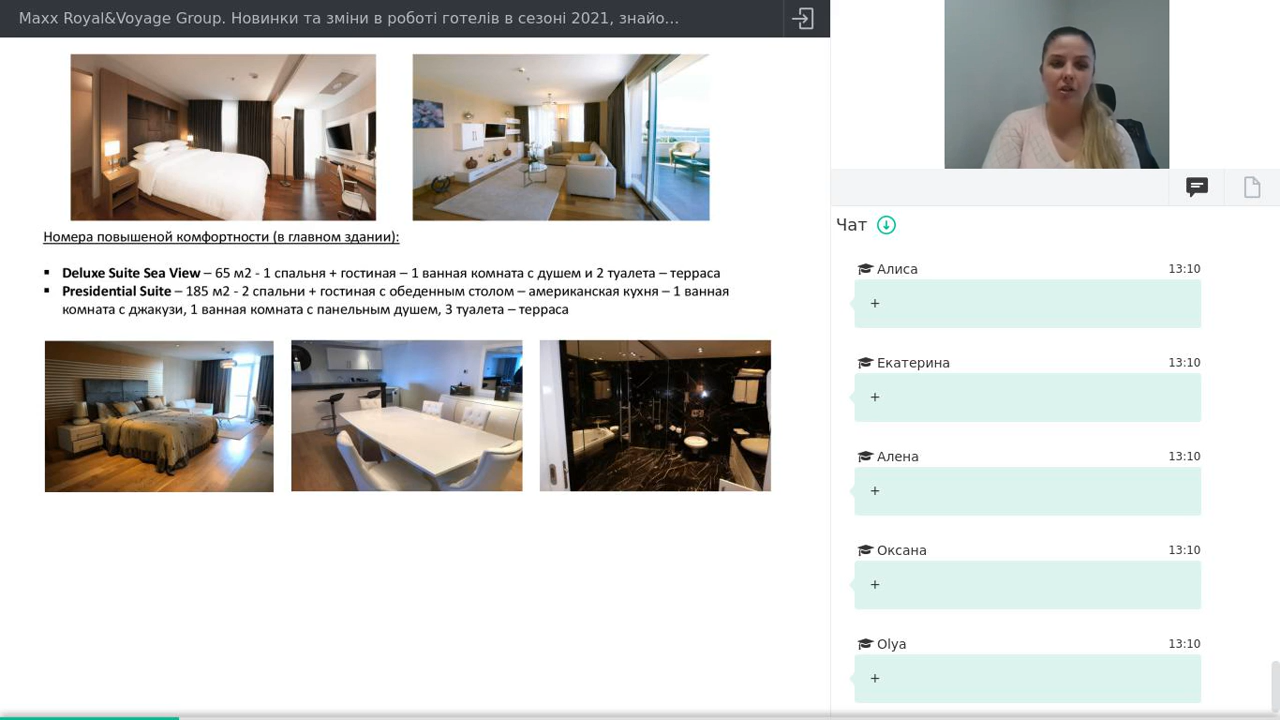 Maxx Royal&Voyage Group. Новинки та зміни в роботі готелів в сезоні 2021, знайо...
Номера повышеной комфортности (в главном здании):
▪ Deluxe Suite Sea View – 65 м2 - 1 спальня + гостиная – 1 ванная комната с душем и 2 туалета – терраса
▪ Presidential Suite – 185 м2 - 2 спальни + гостиная с обеденным столом – американская кухня – 1 ванная
комната с джакузи, 1 ванная комната с панельным душем, 3 туалета – терраса
Чат
Алиса 13:10
+
Екатерина 13:10
+
Алена 13:10
+
Оксана 13:10
+
Olya 13:10
+